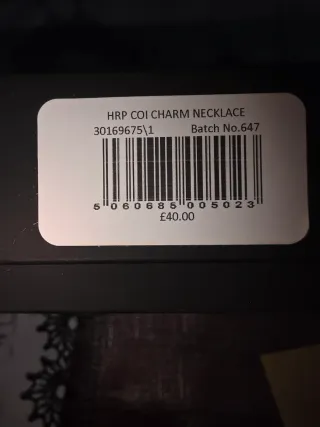 HRP COI CHARM NECKLACE
30169675\1 Batch No.647
5 060685 005023
£40.00